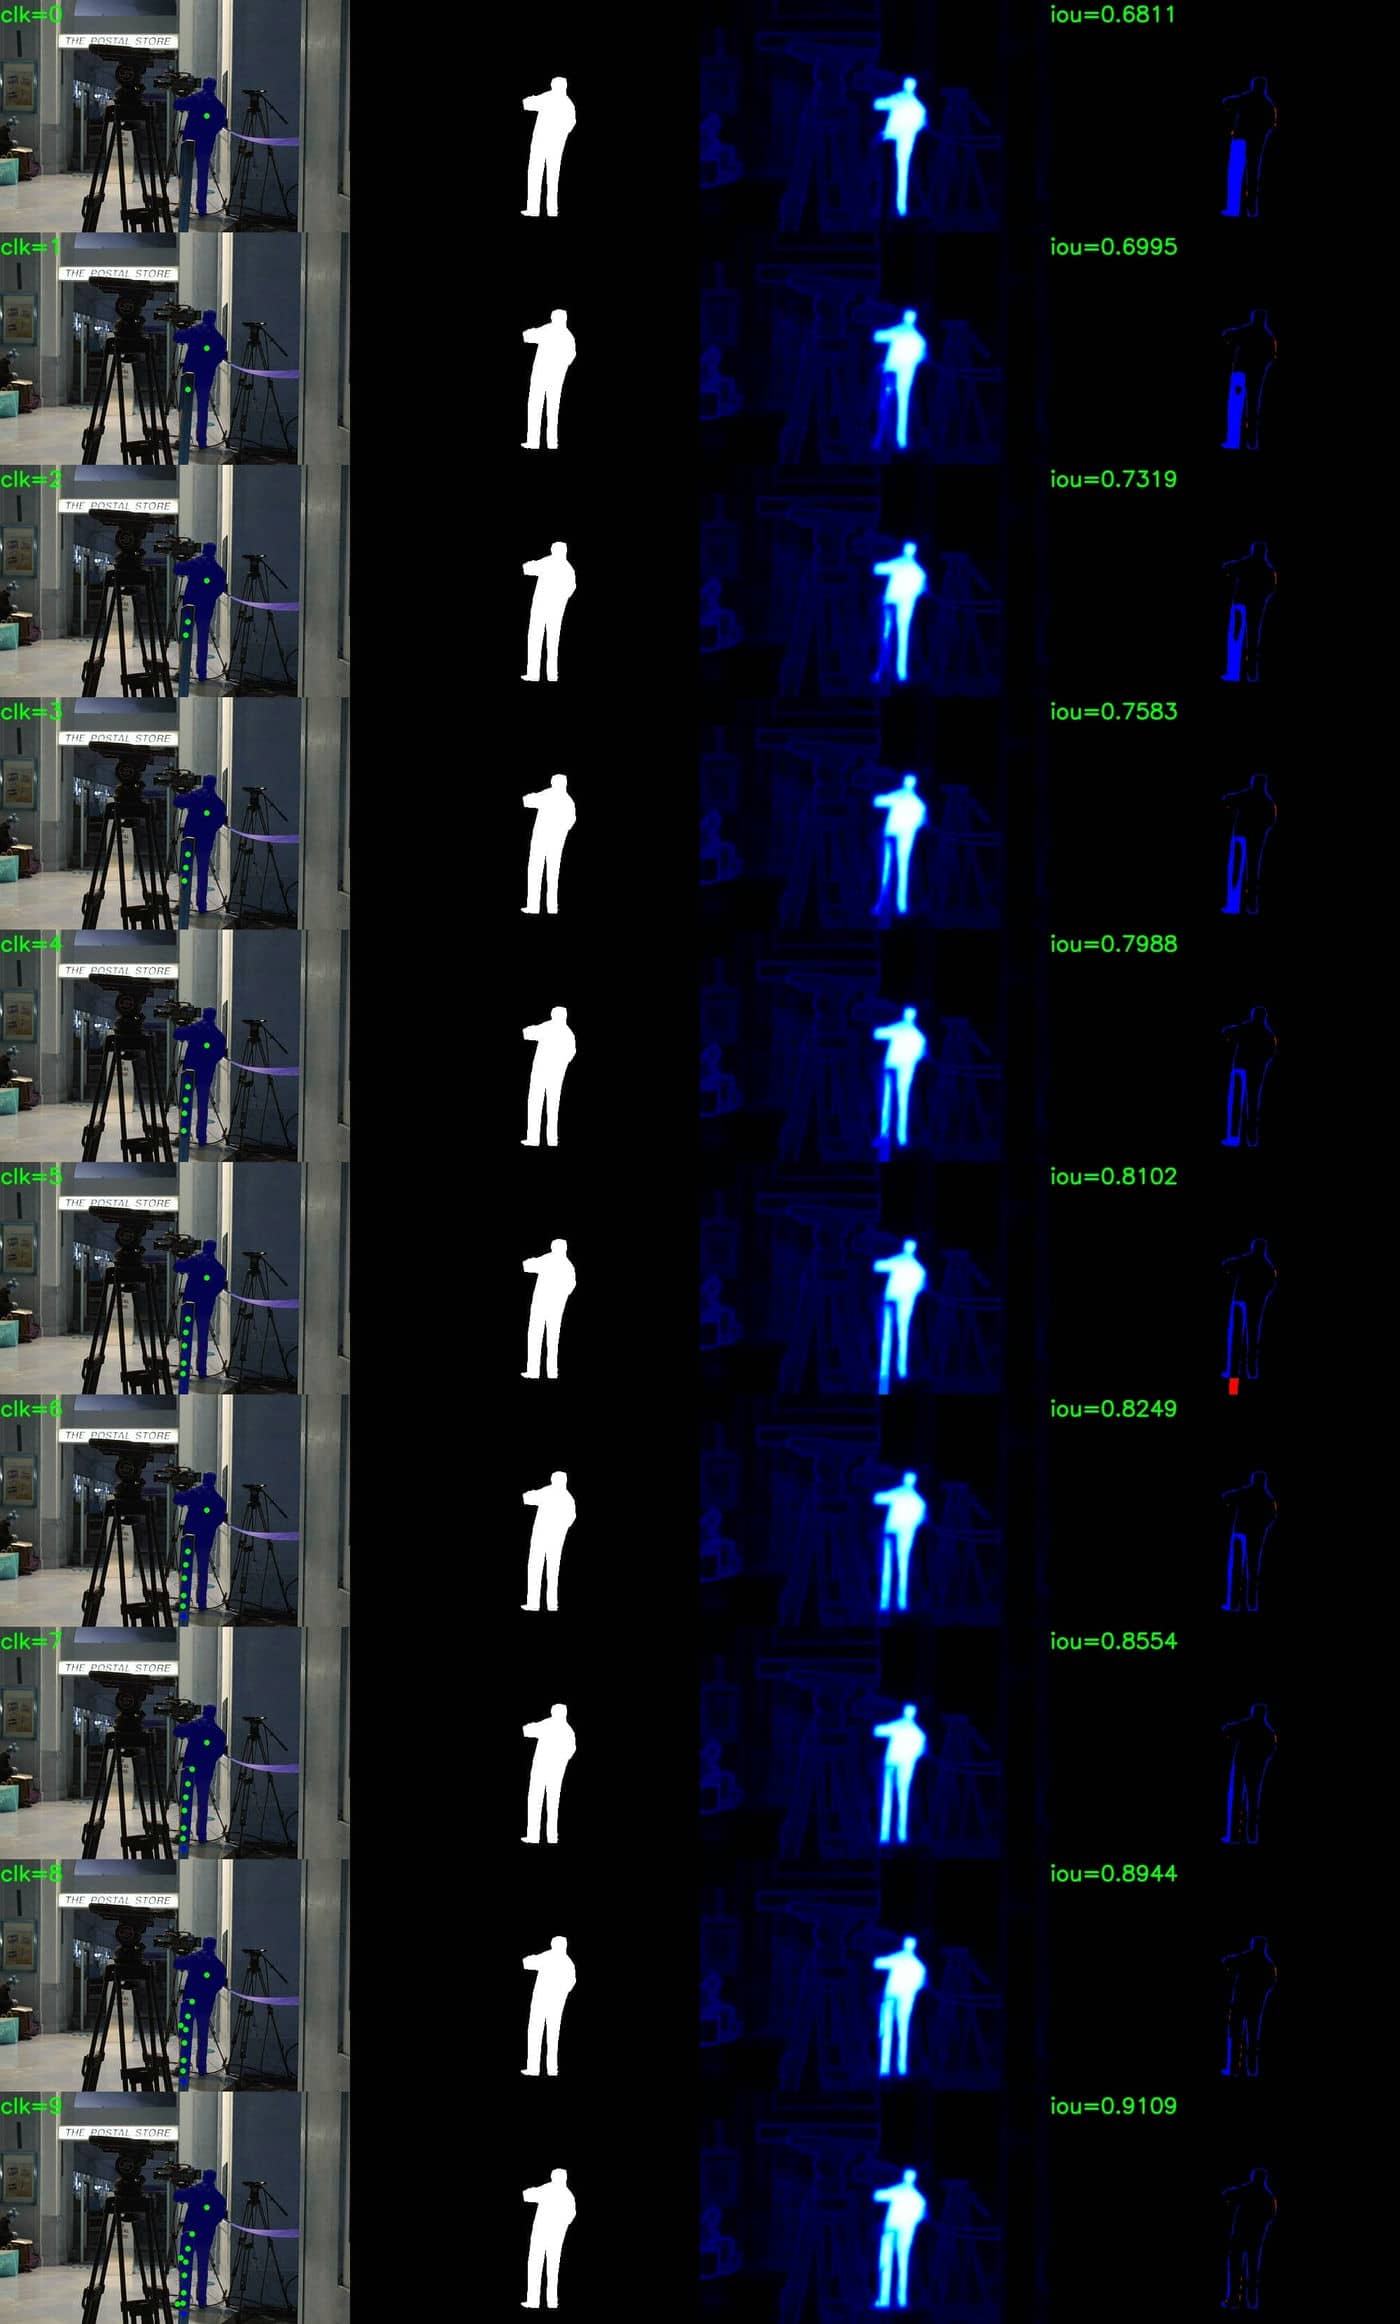 clk=0
iou=0.6811
THE POSTAL STORE
clk=1
iou=0.6995
THE POSTAL STORE
clk=2
iou=0.7319
THE POSTAL STORE
clk=3
iou=0.7583
THE POSTAL STORE
clk=4
iou=0.7988
THE POSTAL STORE
clk=5
iou=0.8102
THE POSTAL STORE
clk=6
iou=0.8249
THE POSTAL STORE
clk=7
iou=0.8554
THE POSTAL STORE
clk=8
iou=0.8944
THE POSTAL STORE
clk=9
iou=0.9109
THE POSTAL STORE